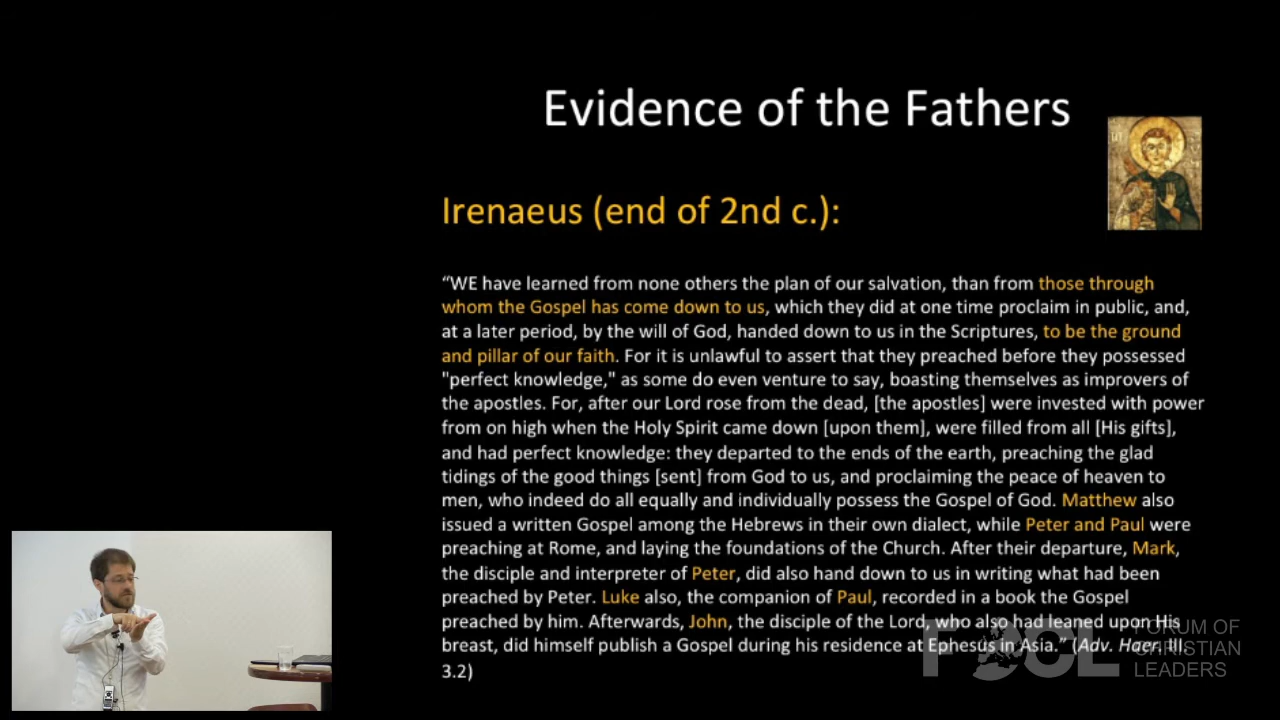 Evidence of the Fathers
Irenaeus (end of 2nd c.):
“WE have learned from none others the plan of our salvation, than from those through
whom the Gospel has come down to us, which they did at one time proclaim in public, and,
at a later period, by the will of God, handed down to us in the Scriptures, to be the ground
and pillar of our faith. For it is unlawful to assert that they preached before they possessed
"perfect knowledge," as some do even venture to say, boasting themselves as improvers of
the apostles. For, after our Lord rose from the dead, [the apostles] were invested with power
from on high when the Holy Spirit came down [upon them], were filled from all [His gifts],
and had perfect knowledge: they departed to the ends of the earth, preaching the glad
tidings of the good things [sent] from God to us, and proclaiming the peace of heaven to
men, who indeed do all equally and individually possess the Gospel of God. Matthew also
issued a written Gospel among the Hebrews in their own dialect, while Peter and Paul were
preaching at Rome, and laying the foundations of the Church. After their departure, Mark,
the disciple and interpreter of Peter, did also hand down to us in writing what had been
preached by Peter. Luke also, the companion of Paul, recorded in a book the Gospel
preached by him. Afterwards, John, the disciple of the Lord, who also had leaned upon His
breast, did himself publish a Gospel during his residence at Ephesus in Asia.” (Adv. Haer. III.
3.2)
FOCL
FORUM OF
CHRISTIAN
LEADERS